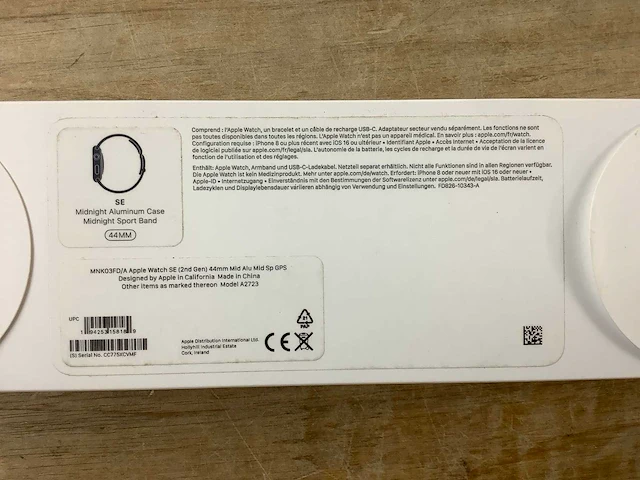 Comprend : l'Apple Watch, un bracelet et un câble de recharge USB-C. Adaptateur secteur vendu séparément. Les fonctions ne sont
pas toutes disponibles dans toutes les régions. L'Apple Watch n'est pas un appareil médical. En savoir plus : apple.com/fr/watch.
Configuration requise : iPhone 8 ou plus récent avec iOS 16 ou ultérieur • Identifiant Apple • Accès Internet • Acceptation de la licence
de logiciel publiée sur apple.com/fr/legal/sla. L'autonomie de la batterie, les cycles de recharge et la durée de vie de l'écran varient en
fonction de l'utilisation et des réglages.
Enthält: Apple Watch, Armband und USB-C-Ladekabel. Netzteil separat erhältlich. Nicht alle Funktionen sind in allen Regionen verfügbar.
Die Apple Watch ist kein Medizinprodukt. Mehr unter apple.com/de/watch. Erfordert: iPhone 8 oder neuer mit iOS 16 oder neuer •
Apple-ID • Internetzugang • Einverständnis mit den Bestimmungen der Softwarelizenz unter apple.com/de/legal/sla. Batterielaufzeit,
Ladezyklen und Displaylebensdauer variieren abhängig von Verwendung und Einstellungen. FD826-10343-A
SE
Midnight Aluminum Case
Midnight Sport Band
44MM
MNK03FD/A Apple Watch SE (2nd Gen) 44mm Mid Alu Mid Sp GPS
Designed by Apple in California Made in China
Other items as marked thereon Model A2723
UPC
1 94253 15818 9
(S) Serial No. CC775XCVMF
Apple Distribution International Ltd.
Hollyhill Industrial Estate
Cork, Ireland
CE
21
PAP